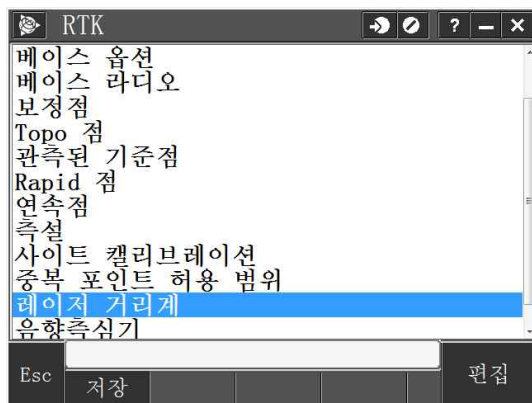 RTK
? – ×
베이스 옵션
베이스 라디오
보정점
Topo 점
관측된 기준점
Rapid 점
연속점
측설
사이트 캘리브레이션
중복 포인트 허용 범위
레이저 거리계
음향측심기
Esc
저장
편집